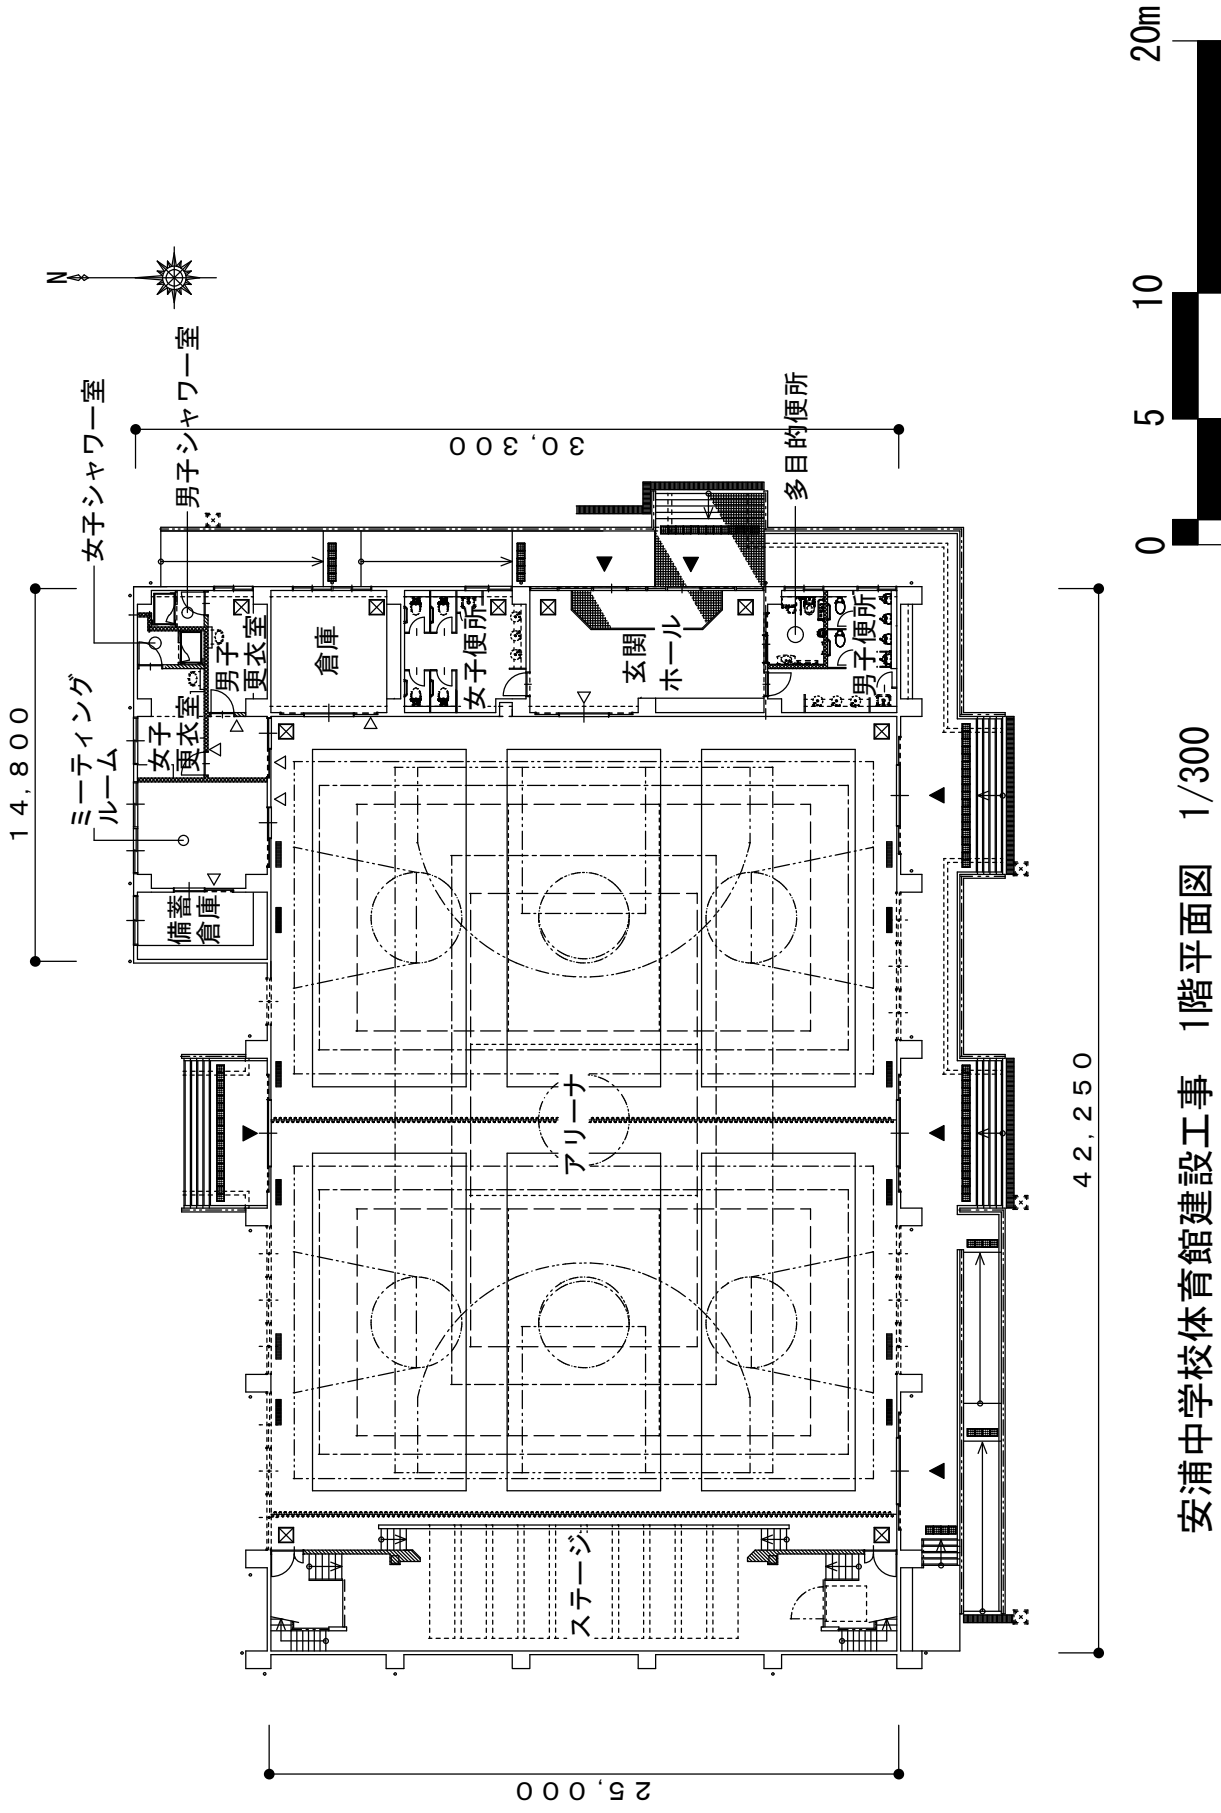 安浦中学校体育館建設工事 1階平面図 1/300
0 5 10 20m
N
14,800
30,300
42,250
25,000
女子シャワー室
男子シャワー室
ミーティング
ルーム
女子
更衣室
男子
更衣室
備蓄
倉庫
倉庫
女子便所
玄関
ホール
多目的便所
男子便所
アリーナ
ステージ